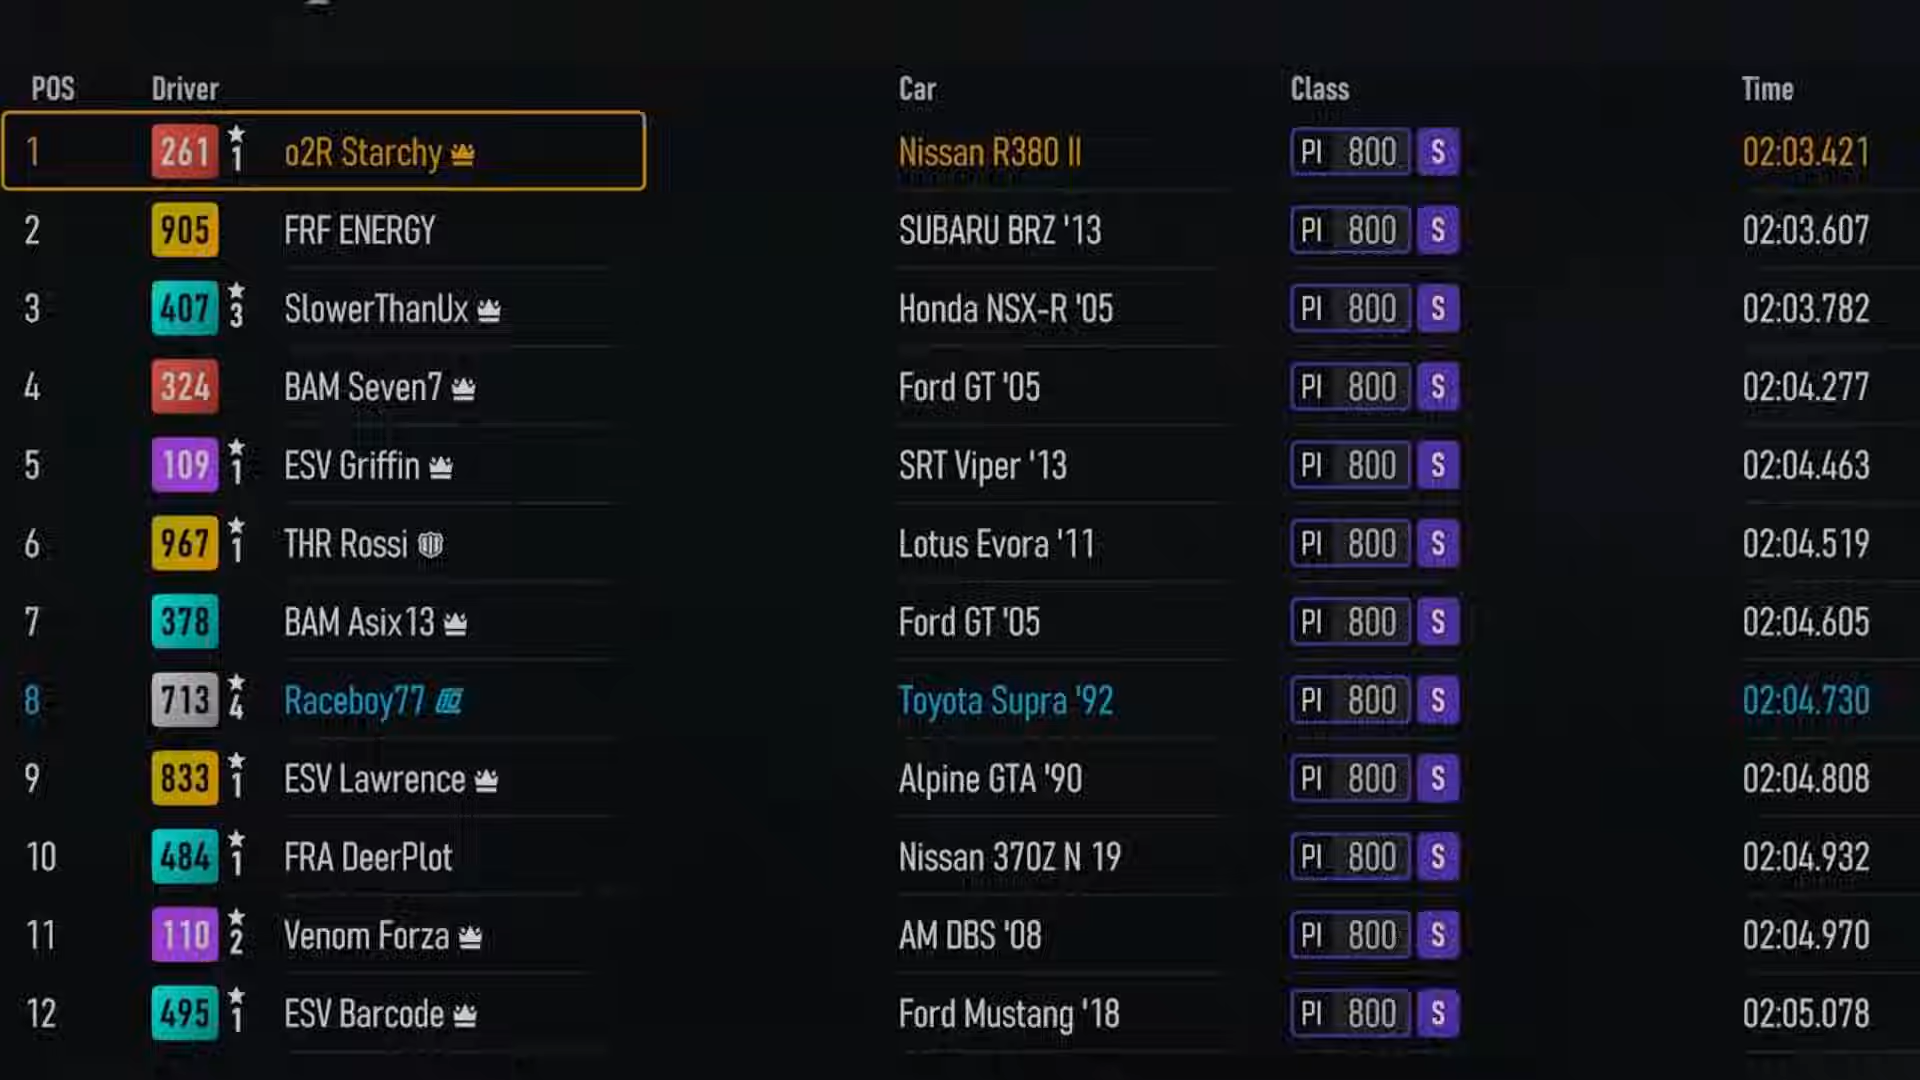 POS Driver Car Class Time
1 261 1 o2R Starchy Nissan R380 II PI 800 S 02:03.421
2 905 FRF ENERGY SUBARU BRZ '13 PI 800 S 02:03.607
3 407 3 SlowerThanUx Honda NSX-R '05 PI 800 S 02:03.782
4 324 BAM Seven7 Ford GT '05 PI 800 S 02:04.277
5 109 1 ESV Griffin SRT Viper '13 PI 800 S 02:04.463
6 967 1 THR Rossi Lotus Evora '11 PI 800 S 02:04.519
7 378 BAM Asix13 Ford GT '05 PI 800 S 02:04.605
8 713 4 Raceboy77 Toyota Supra '92 PI 800 S 02:04.730
9 833 1 ESV Lawrence Alpine GTA '90 PI 800 S 02:04.808
10 484 1 FRA DeerPlot Nissan 370Z N 19 PI 800 S 02:04.932
11 110 2 Venom Forza AM DBS '08 PI 800 S 02:04.970
12 495 1 ESV Barcode Ford Mustang '18 PI 800 S 02:05.078